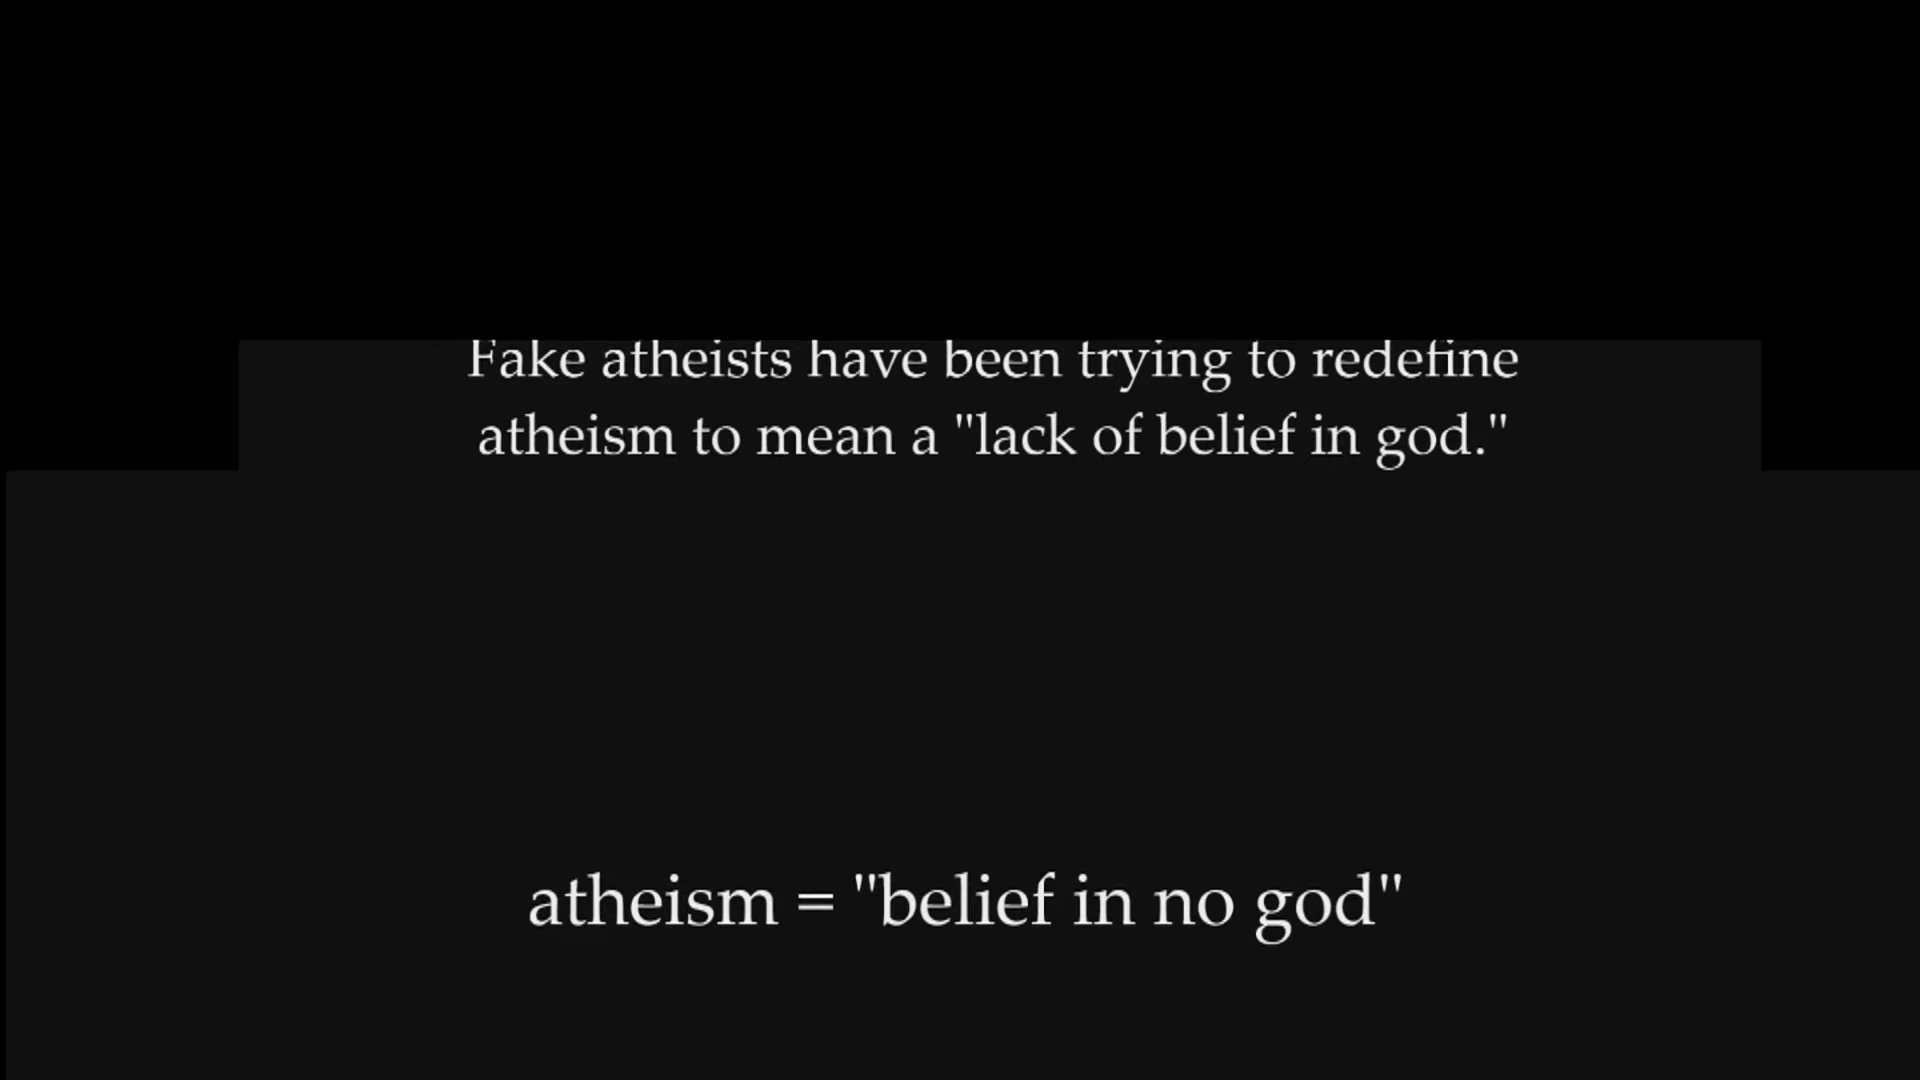 Fake atheists have been trying to redefine
atheism to mean a "lack of belief in god."
atheism = "belief in no god"